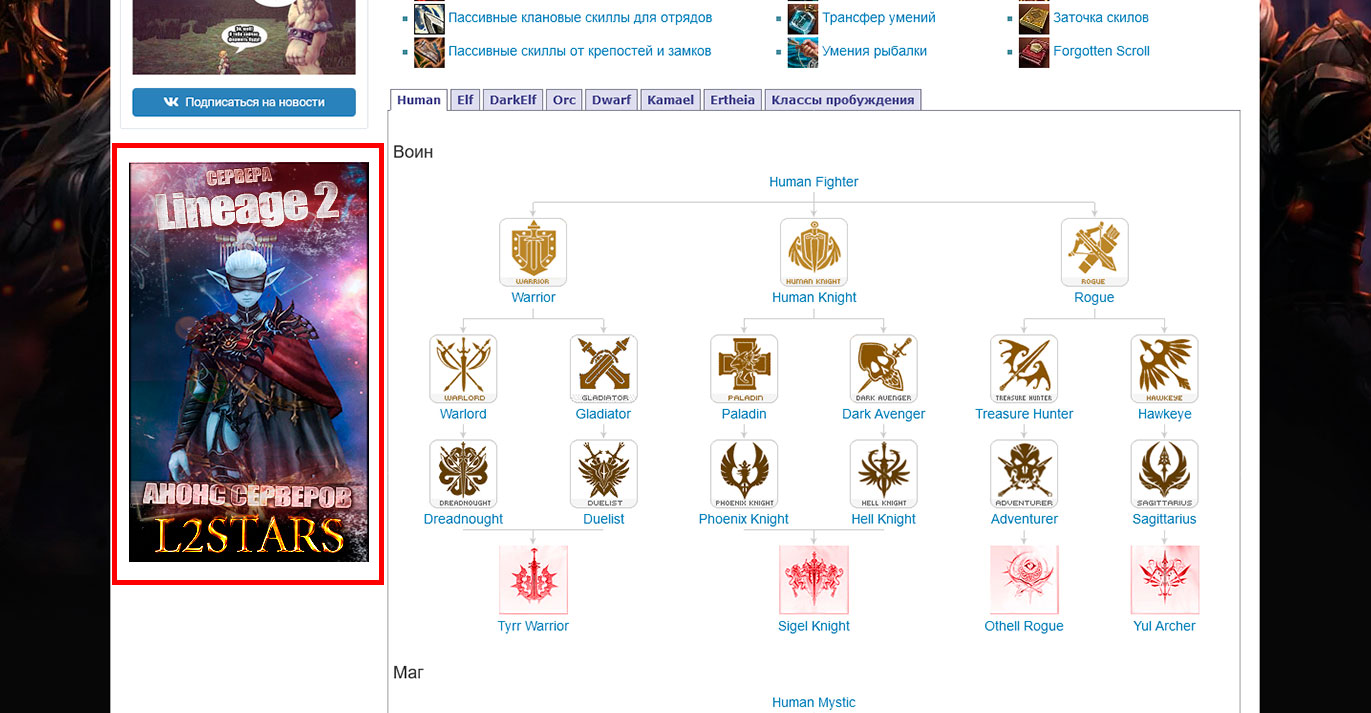 Пассивные клановые скиллы для отрядов
Трансфер умений
Заточка скилов
Пассивные скиллы от крепостей и замков
Умения рыбалки
Forgotten Scroll
Подписаться на новости
Human Elf DarkElf Orc Dwarf Kamael Ertheia Классы пробуждения
СЕРВЕРА
Lineage 2
АНОНС СЕРВЕРОВ
L2STARS
Воин
Human Fighter
WARRIOR
HUMAN KNIGHT
ROGUE
Warrior
Human Knight
Rogue
WARLORD
GLADIATOR
PALADIN
DARK AVENGER
TREASURE HUNTER
HAWKEYE
Warlord
Gladiator
Paladin
Dark Avenger
Treasure Hunter
Hawkeye
DREADNOUGHT
DUELIST
PHOENIX KNIGHT
HELL KNIGHT
ADVENTURER
SAGITTARIUS
Dreadnought
Duelist
Phoenix Knight
Hell Knight
Adventurer
Sagittarius
Tyrr Warrior
Sigel Knight
Othell Rogue
Yul Archer
Маг
Human Mystic